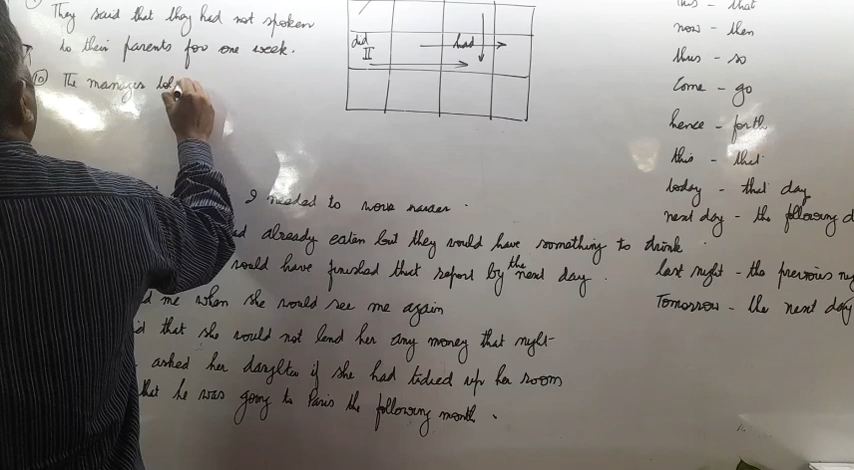 They said that they had not spoken
to their parents for one week.
10 The manager tol
did
II
had
I needed to work harder.
ad already eaten but they would have something to drink
would have finished that report by the next day.
d me when she would see me again
id that she would not lend her any money that night
asked her daughter if she had tidied up her room
that he was going to Paris the following month.
this - that
now - then
thus - so
Come - go
hence - forth
this - that
today - that day
next day - the following d
last night - the previous nig
Tomorrow - the next day